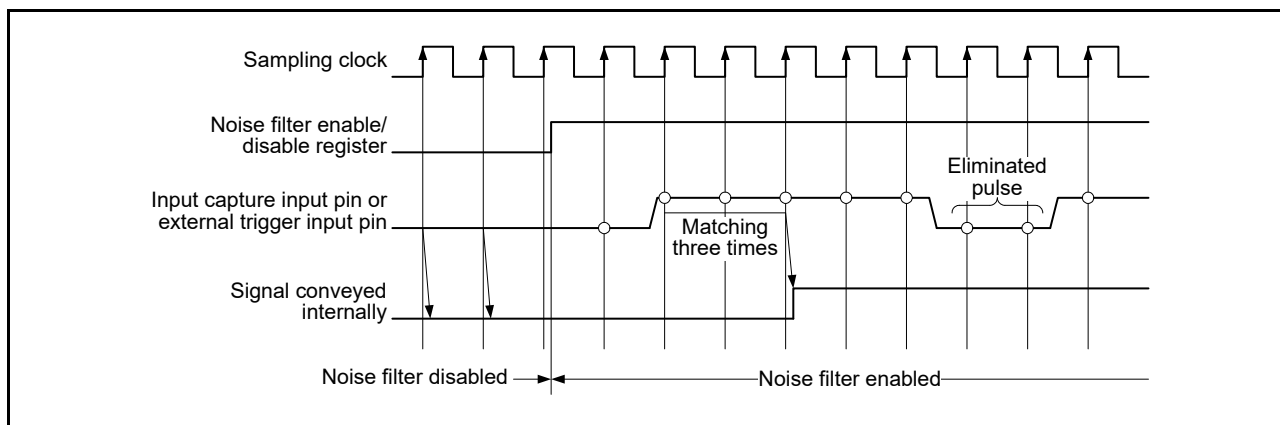 Sampling clock
Noise filter enable/
disable register
Input capture input pin or
external trigger input pin
Eliminated
pulse
Matching
three times
Signal conveyed
internally
Noise filter disabled
Noise filter enabled